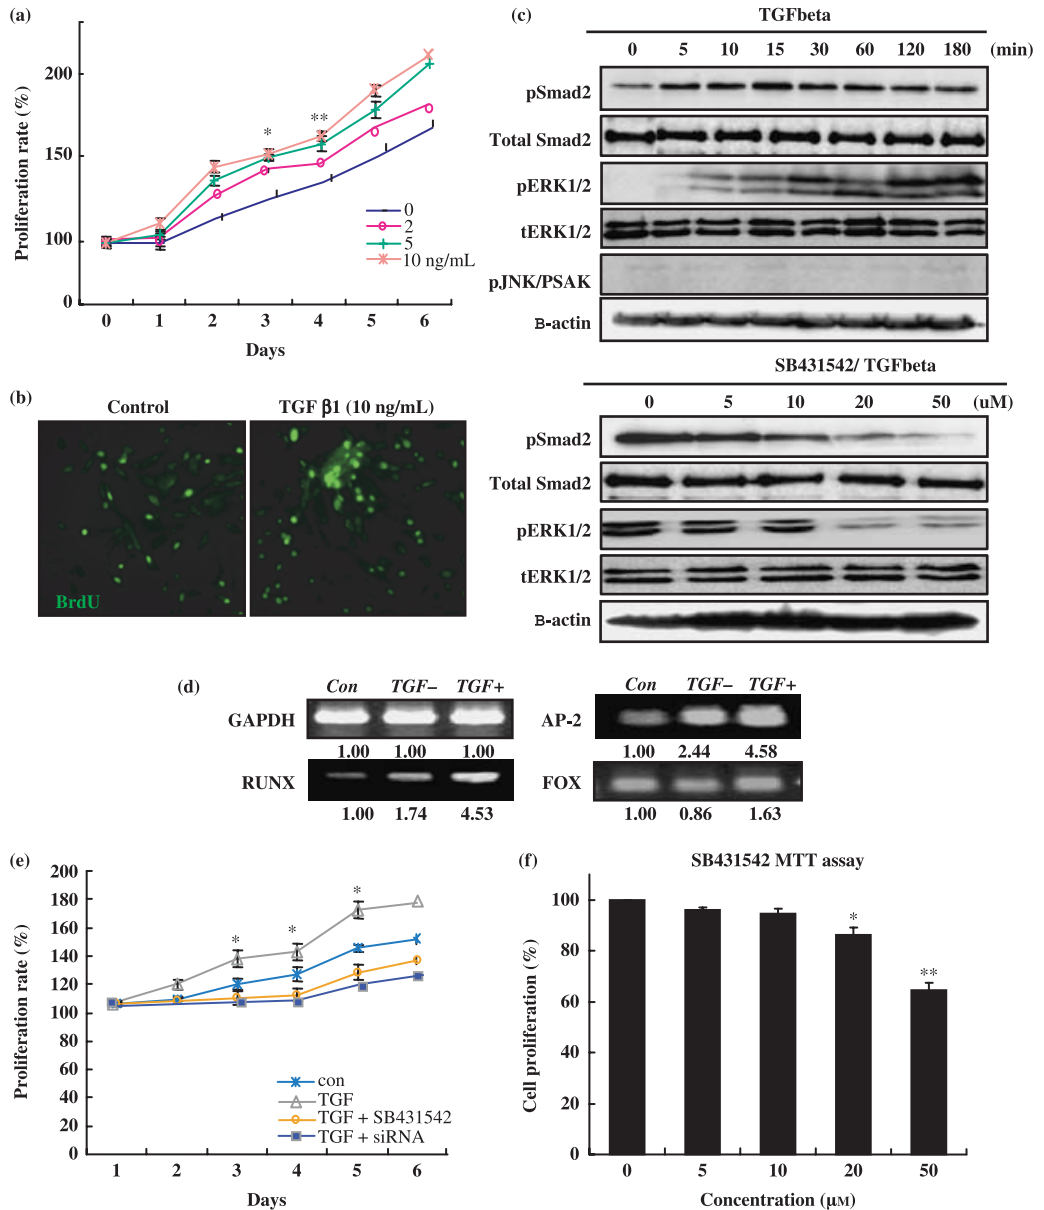 (a)
Proliferation rate (%)
200
150
100
0
*
**
0
2
5
10 ng/mL
0 1 2 3 4 5 6
Days
(b)
Control
TGF β1 (10 ng/mL)
BrdU
(c)
TGFbeta
0 5 10 15 30 60 120 180 (min)
pSmad2
Total Smad2
pERK1/2
tERK1/2
pJNK/PSAK
B-actin
SB431542/ TGFbeta
0 5 10 20 50 (uM)
pSmad2
Total Smad2
pERK1/2
tERK1/2
B-actin
(d)
Con TGF– TGF+
GAPDH
1.00 1.00 1.00
RUNX
1.00 1.74 4.53
Con TGF– TGF+
AP-2
1.00 2.44 4.58
FOX
1.00 0.86 1.63
(e)
Proliferation rate (%)
200
180
160
140
120
100
80
60
40
20
0
*
*
*
con
TGF
TGF + SB431542
TGF + siRNA
1 2 3 4 5 6
Days
(f)
SB431542 MTT assay
Cell proliferation (%)
100
80
60
40
20
0
*
**
0 5 10 20 50
Concentration (μM)